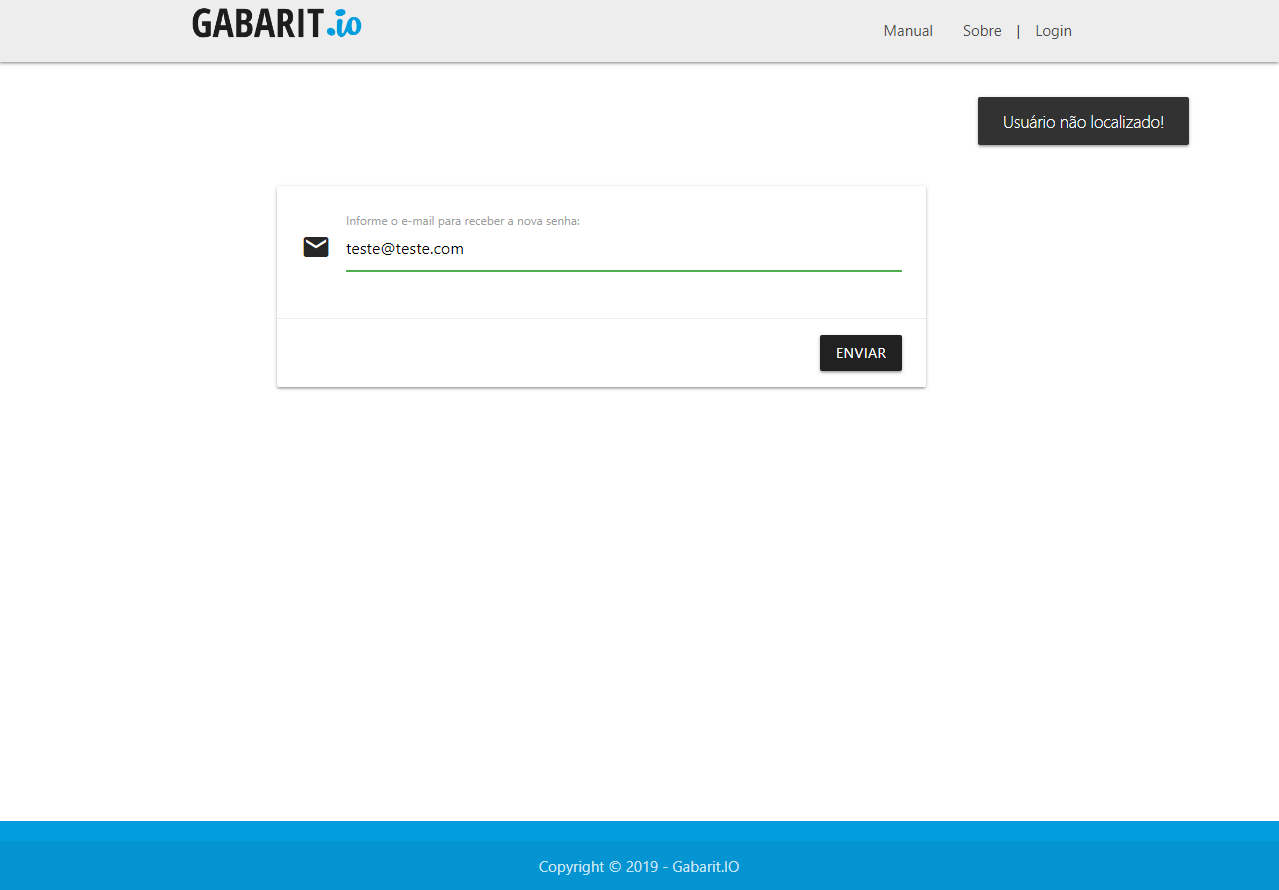 GABARIT.io
Manual Sobre | Login
Usuário não localizado!
Informe o e-mail para receber a nova senha:
teste@teste.com
ENVIAR
Copyright © 2019 - Gabarit.IO